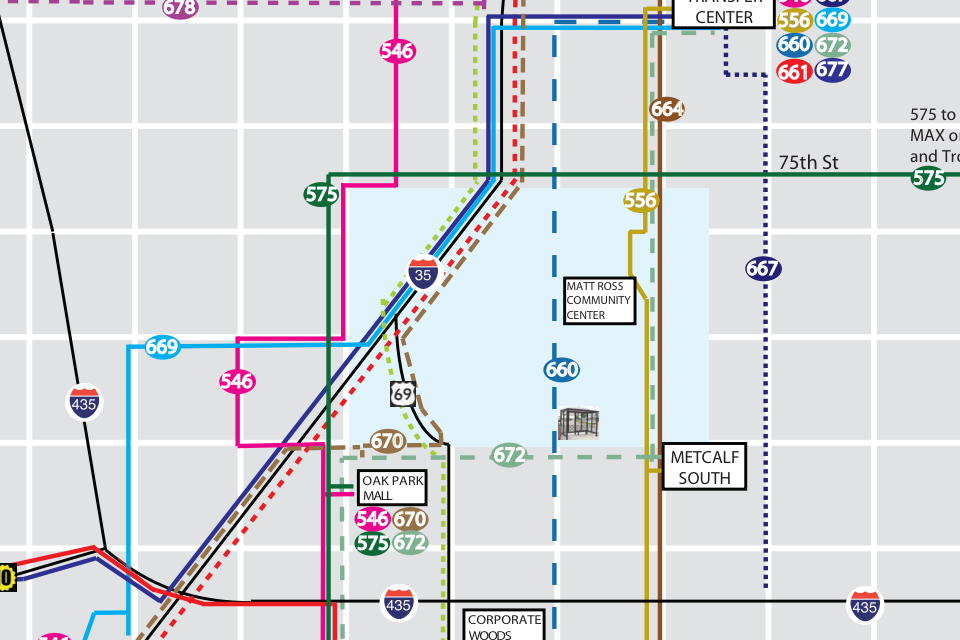 678
TRANSFER
CENTER
556 669
660 672
661 677
546
664
575 to
MAX o
and Tro
75th St
575
575
556
35
667
MATT ROSS
COMMUNITY
CENTER
669
660
546
435
69
670
672
METCALF
SOUTH
OAK PARK
MALL
546 670
575 672
435
435
CORPORATE
WOODS